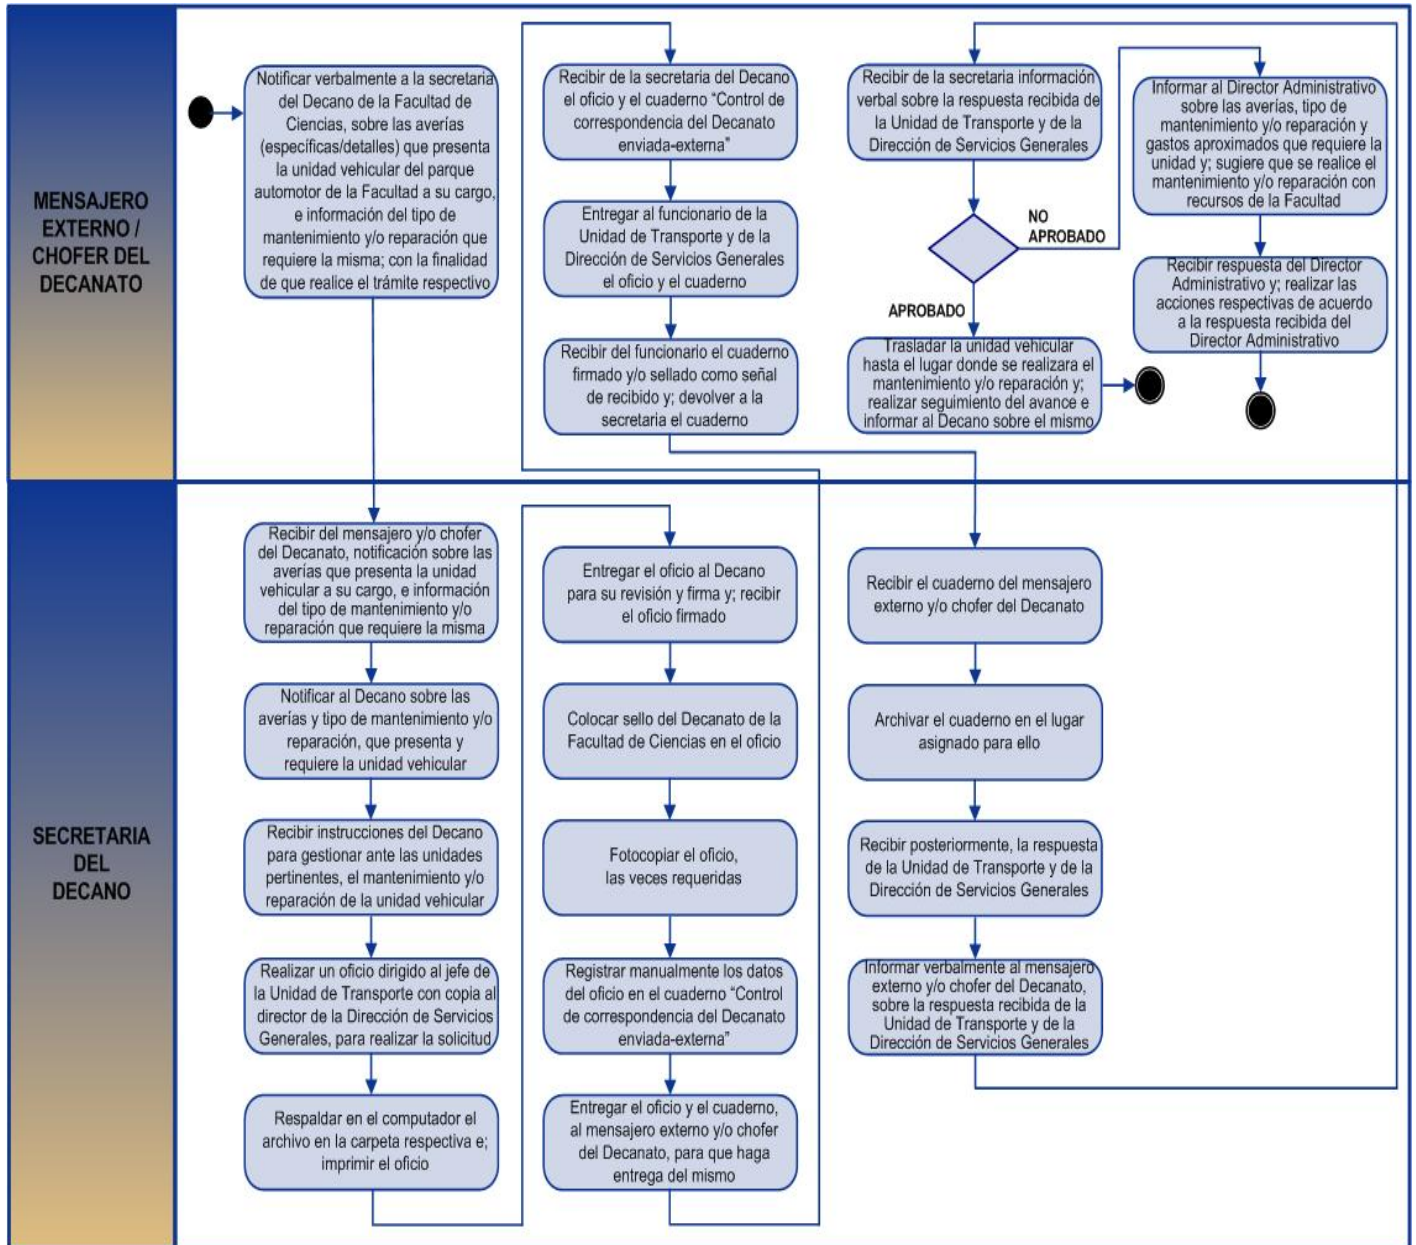 MENSAJERO
EXTERNO /
CHOFER DEL
DECANATO
Notificar verbalmente a la secretaria
del Decano de la Facultad de
Ciencias, sobre las averías
(específicas/detalles) que presenta
la unidad vehicular del parque
automotor de la Facultad a su cargo,
e información del tipo de
mantenimiento y/o reparación que
requiere la misma; con la finalidad
de que realice el trámite respectivo
Recibir de la secretaria del Decano
el oficio y el cuaderno “Control de
correspondencia del Decanato
enviada-externa”
Entregar al funcionario de la
Unidad de Transporte y de la
Dirección de Servicios Generales
el oficio y el cuaderno
Recibir del funcionario el cuaderno
firmado y/o sellado como señal
de recibido y; devolver a la
secretaria el cuaderno
Recibir de la secretaria información
verbal sobre la respuesta recibida de
la Unidad de Transporte y de la
Dirección de Servicios Generales
NO
APROBADO
APROBADO
Trasladar la unidad vehicular
hasta el lugar donde se realizara el
mantenimiento y/o reparación y;
realizar seguimiento del avance e
informar al Decano sobre el mismo
Informar al Director Administrativo
sobre las averías, tipo de
mantenimiento y/o reparación y
gastos aproximados que requiere la
unidad y; sugiere que se realice el
mantenimiento y/o reparación con
recursos de la Facultad
Recibir respuesta del Director
Administrativo y; realizar las
acciones respectivas de acuerdo
a la respuesta recibida del
Director Administrativo
SECRETARIA
DEL
DECANO
Recibir del mensajero y/o chofer
del Decanato, notificación sobre las
averías que presenta la unidad
vehicular a su cargo, e información
del tipo de mantenimiento y/o
reparación que requiere la misma
Notificar al Decano sobre las
averías y tipo de mantenimiento y/o
reparación, que presenta y
requiere la unidad vehicular
Recibir instrucciones del Decano
para gestionar ante las unidades
pertinentes, el mantenimiento y/o
reparación de la unidad vehicular
Realizar un oficio dirigido al jefe de
la Unidad de Transporte con copia al
director de la Dirección de Servicios
Generales, para realizar la solicitud
Respaldar en el computador el
archivo en la carpeta respectiva e;
imprimir el oficio
Entregar el oficio al Decano
para su revisión y firma y; recibir
el oficio firmado
Colocar sello del Decanato de la
Facultad de Ciencias en el oficio
Fotocopiar el oficio,
las veces requeridas
Registrar manualmente los datos
del oficio en el cuaderno “Control
de correspondencia del Decanato
enviada-externa”
Entregar el oficio y el cuaderno,
al mensajero externo y/o chofer
del Decanato, para que haga
entrega del mismo
Recibir el cuaderno del mensajero
externo y/o chofer del Decanato
Archivar el cuaderno en el lugar
asignado para ello
Recibir posteriormente, la respuesta
de la Unidad de Transporte y de la
Dirección de Servicios Generales
Informar verbalmente al mensajero
externo y/o chofer del Decanato,
sobre la respuesta recibida de la
Unidad de Transporte y de la
Dirección de Servicios Generales